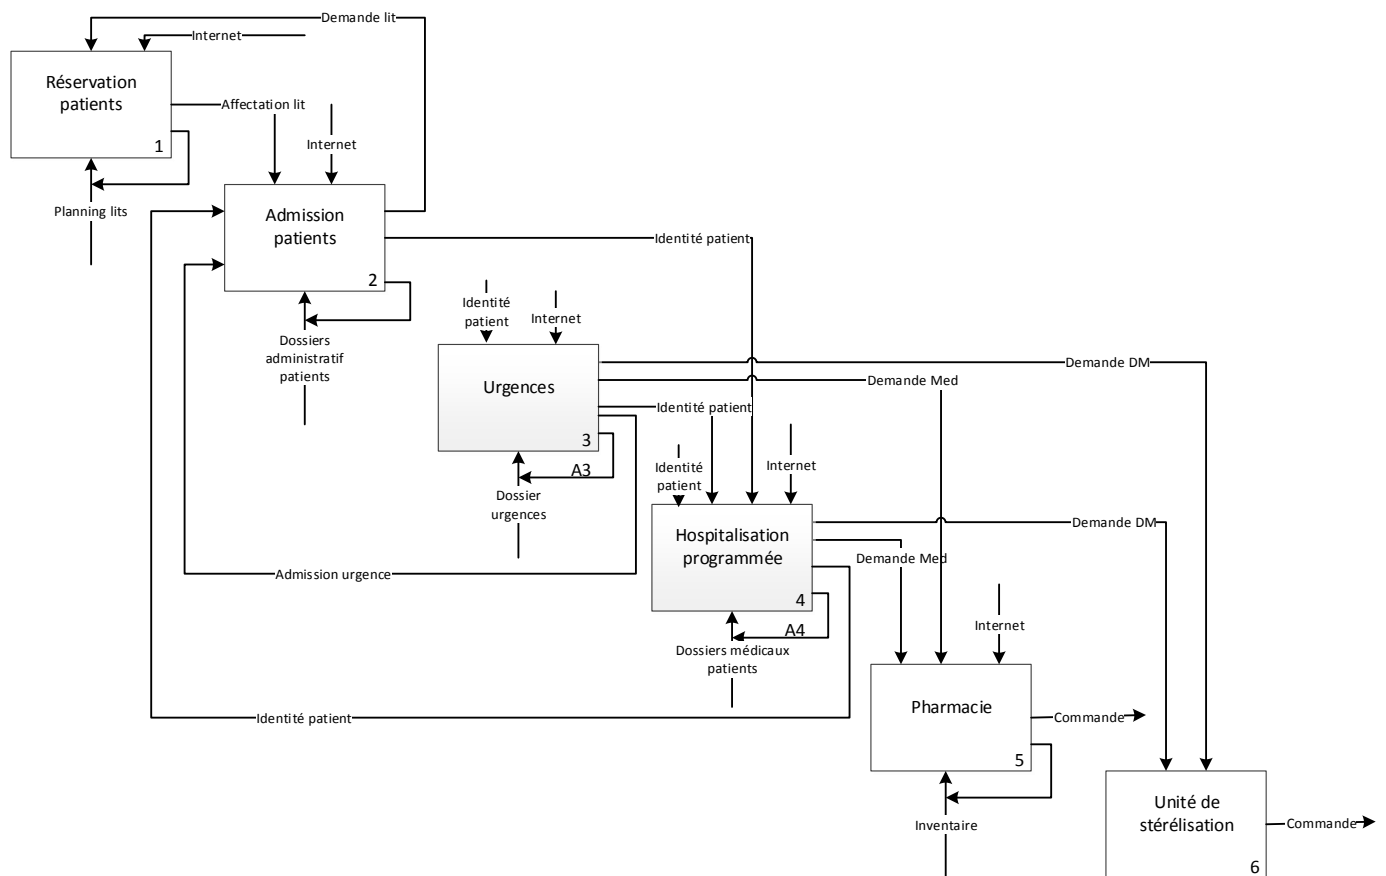 Demande lit
Internet
Réservation
patients
1
Affectation lit
Internet
Planning lits
Admission
patients
2
Identité patient
Dossiers
administratif
patients
Identité
patient
Internet
Urgences
3
Demande DM
Demande Med
Identité patient
A3
Dossier
urgences
Identité
patient
Internet
Hospitalisation
programmée
4
Demande DM
Demande Med
Admission urgence
A4
Dossiers médicaux
patients
Internet
Identité patient
Pharmacie
5
Commande
Inventaire
Unité de
stérélisation
6
Commande